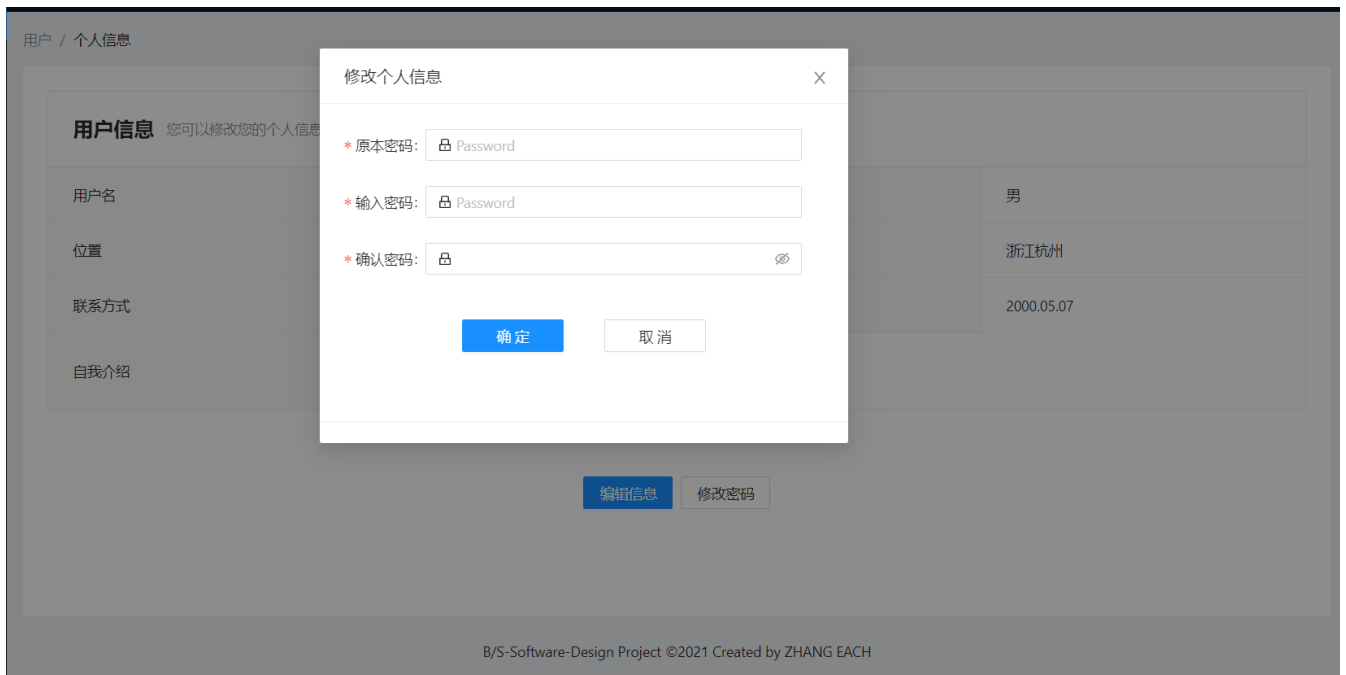 用户 / 个人信息
修改个人信息
用户信息 您可以修改您的个人信息
* 原本密码: Password
* 输入密码: Password
* 确认密码:
确 定 取 消
用户名 男
位置 浙江杭州
联系方式 2000.05.07
自我介绍
编辑信息 修改密码
B/S-Software-Design Project ©2021 Created by ZHANG EACH